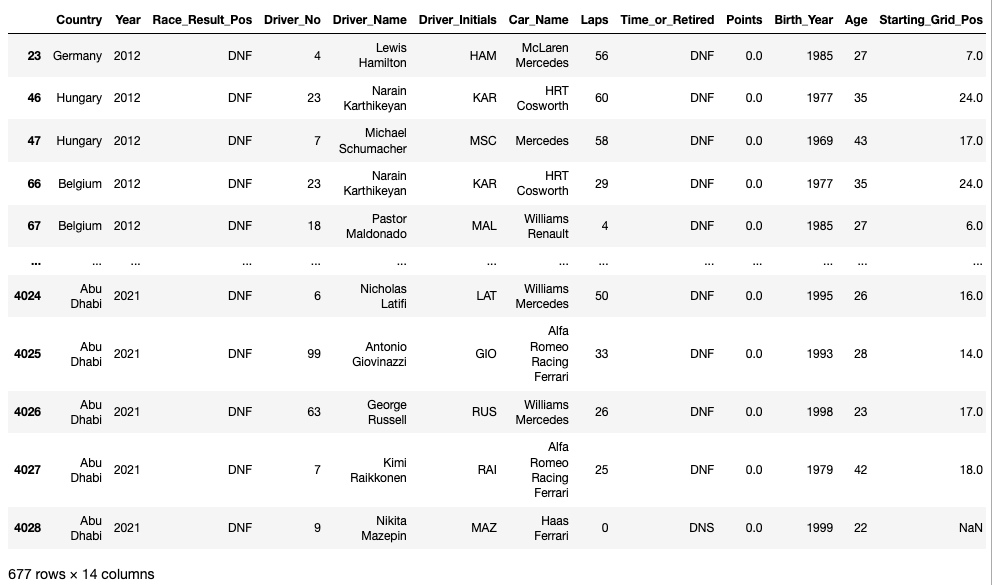 Country Year Race_Result_Pos Driver_No Driver_Name Driver_Initials Car_Name Laps Time_or_Retired Points Birth_Year Age Starting_Grid_Pos
23 Germany 2012 DNF 4 Lewis Hamilton HAM McLaren Mercedes 56 DNF 0.0 1985 27 7.0
46 Hungary 2012 DNF 23 Narain Karthikeyan KAR HRT Cosworth 60 DNF 0.0 1977 35 24.0
47 Hungary 2012 DNF 7 Michael Schumacher MSC Mercedes 58 DNF 0.0 1969 43 17.0
66 Belgium 2012 DNF 23 Narain Karthikeyan KAR HRT Cosworth 29 DNF 0.0 1977 35 24.0
67 Belgium 2012 DNF 18 Pastor Maldonado MAL Williams Renault 4 DNF 0.0 1985 27 6.0
... ... ... ... ... ... ... ... ... ... ... ... ... ...
4024 Abu Dhabi 2021 DNF 6 Nicholas Latifi LAT Williams Mercedes 50 DNF 0.0 1995 26 16.0
4025 Abu Dhabi 2021 DNF 99 Antonio Giovinazzi GIO Alfa Romeo Racing Ferrari 33 DNF 0.0 1993 28 14.0
4026 Abu Dhabi 2021 DNF 63 George Russell RUS Williams Mercedes 26 DNF 0.0 1998 23 17.0
4027 Abu Dhabi 2021 DNF 7 Kimi Raikkonen RAI Alfa Romeo Racing Ferrari 25 DNF 0.0 1979 42 18.0
4028 Abu Dhabi 2021 DNF 9 Nikita Mazepin MAZ Haas Ferrari 0 DNS 0.0 1999 22 NaN
677 rows × 14 columns